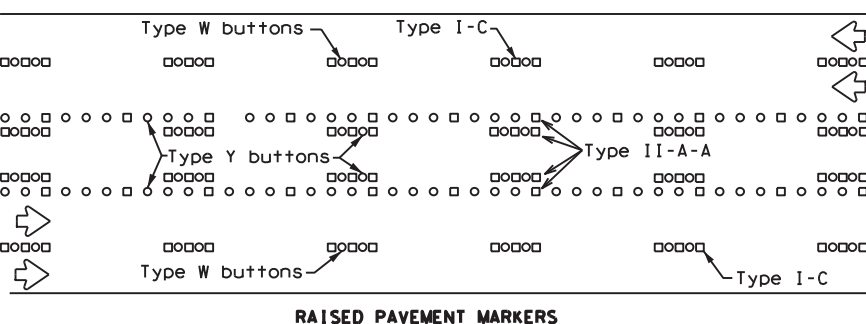 Type W buttons
Type I-C
Type Y buttons
Type II-A-A
Type W buttons
Type I-C
RAISED PAVEMENT MARKERS